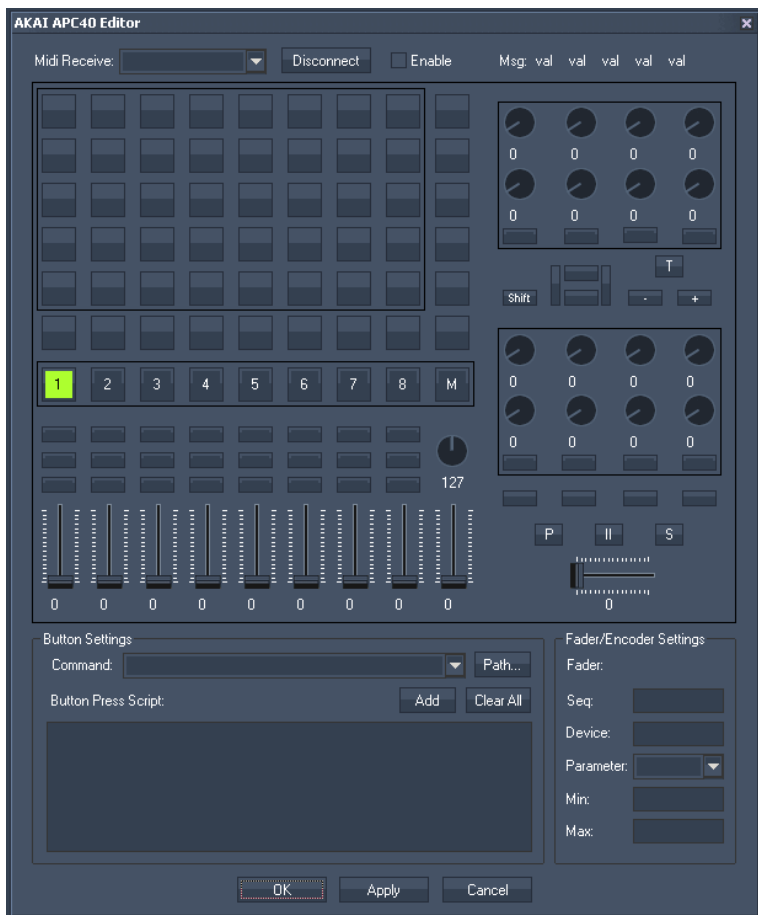 AKAI APC40 Editor
Midi Receive: Disconnect Enable Msg: val val val val val
0 0 0 0
0 0 0 0
T
Shift - +
0 0 0 0
0 0 0 0
1 2 3 4 5 6 7 8 M
127
P II S
0 0 0 0 0 0 0 0 0 0
Button Settings
Command: Path...
Button Press Script: Add Clear All
Fader/Encoder Settings
Fader:
Seq:
Device:
Parameter:
Min:
Max:
OK Apply Cancel